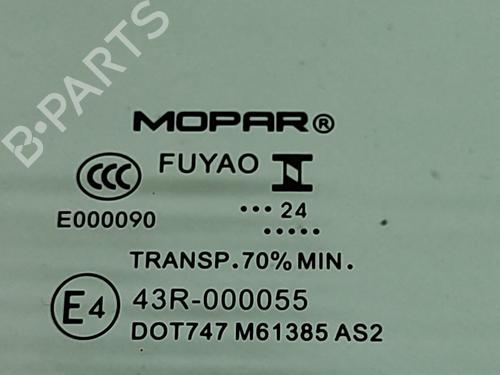 B-PARTS
MOPAR®
CCC FUYAO
E000090 ••• 24
•••••
TRANSP.70% MIN.
E4 43R-000055
DOT747 M61385 AS2